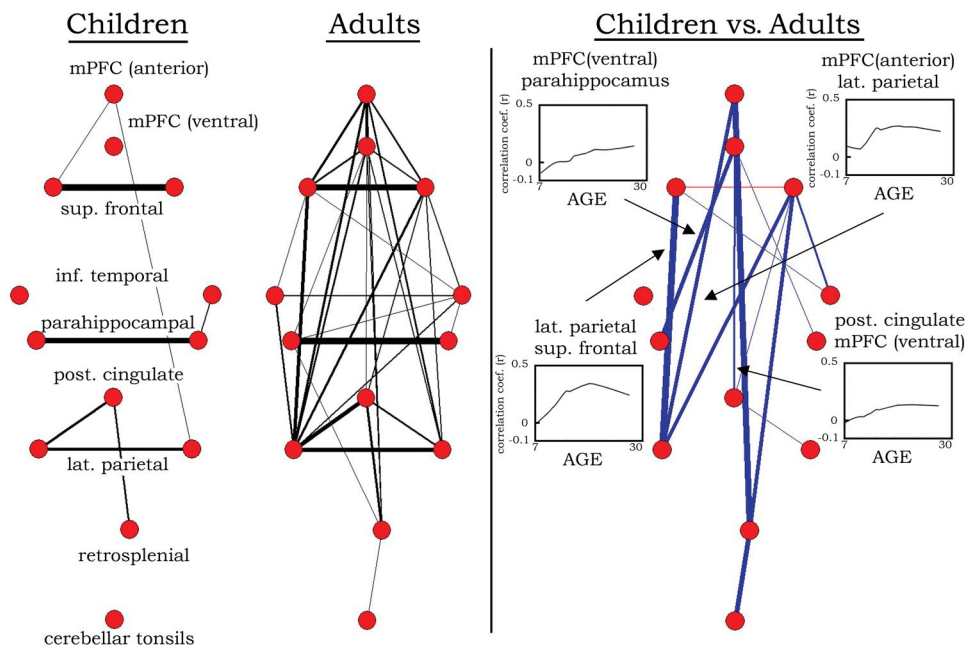 Children
Adults
Children vs. Adults
mPFC (anterior)
mPFC (ventral)
sup. frontal
inf. temporal
parahippocampal
post. cingulate
lat. parietal
retrosplenial
cerebellar tonsils
mPFC(ventral)
parahippocamus
correlation coef. (r)
0.5
0
-0.1
7
30
AGE
mPFC(anterior)
lat. parietal
correlation coef. (r)
0.5
0
-0.1
7
30
AGE
lat. parietal
sup. frontal
correlation coef. (r)
0.5
0
-0.1
7
30
AGE
post. cingulate
mPFC (ventral)
correlation coef. (r)
0.5
0
-0.1
7
30
AGE